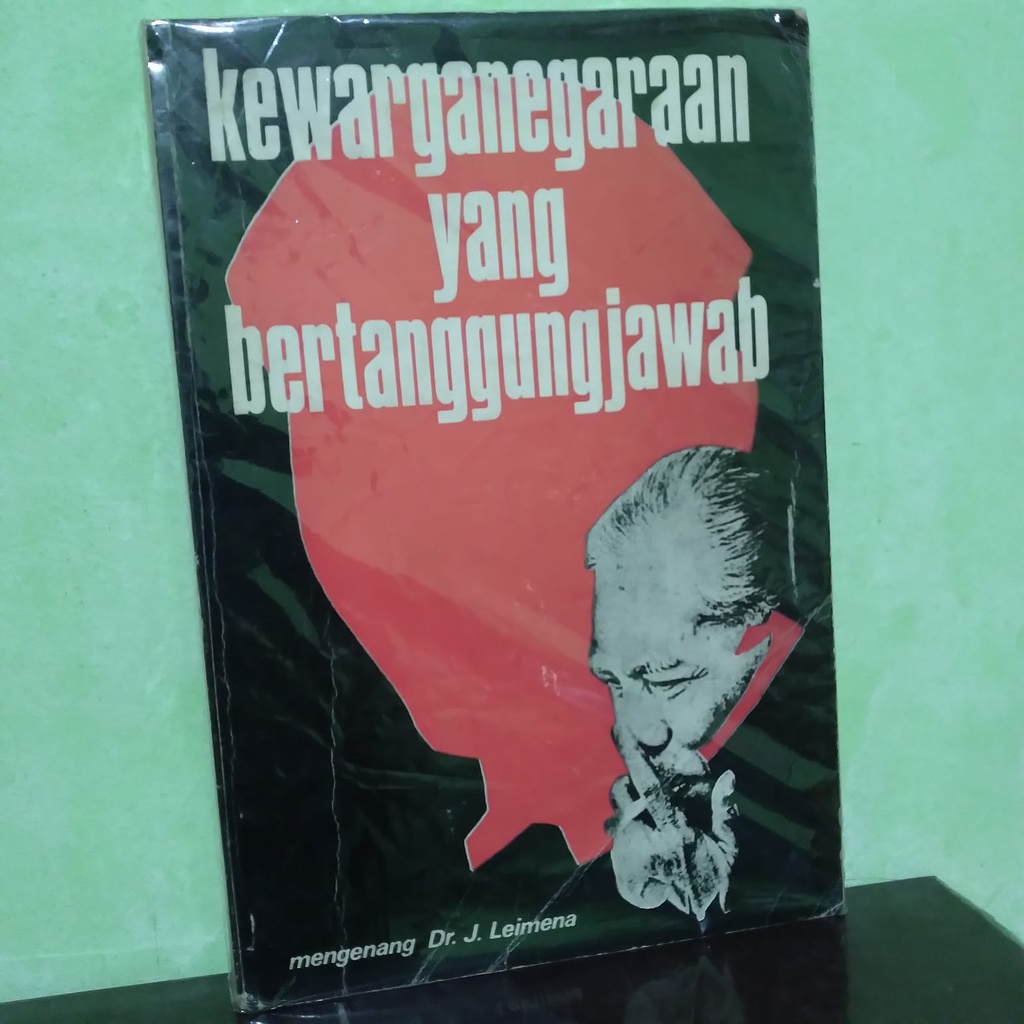 kewarganegaraan
yang
bertanggungjawab
mengenang Dr. J. Leimena